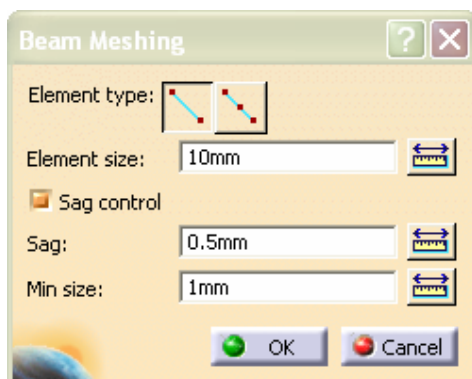 Beam Meshing
Element type:
Element size: 10mm
Sag control
Sag: 0.5mm
Min size: 1mm
OK Cancel